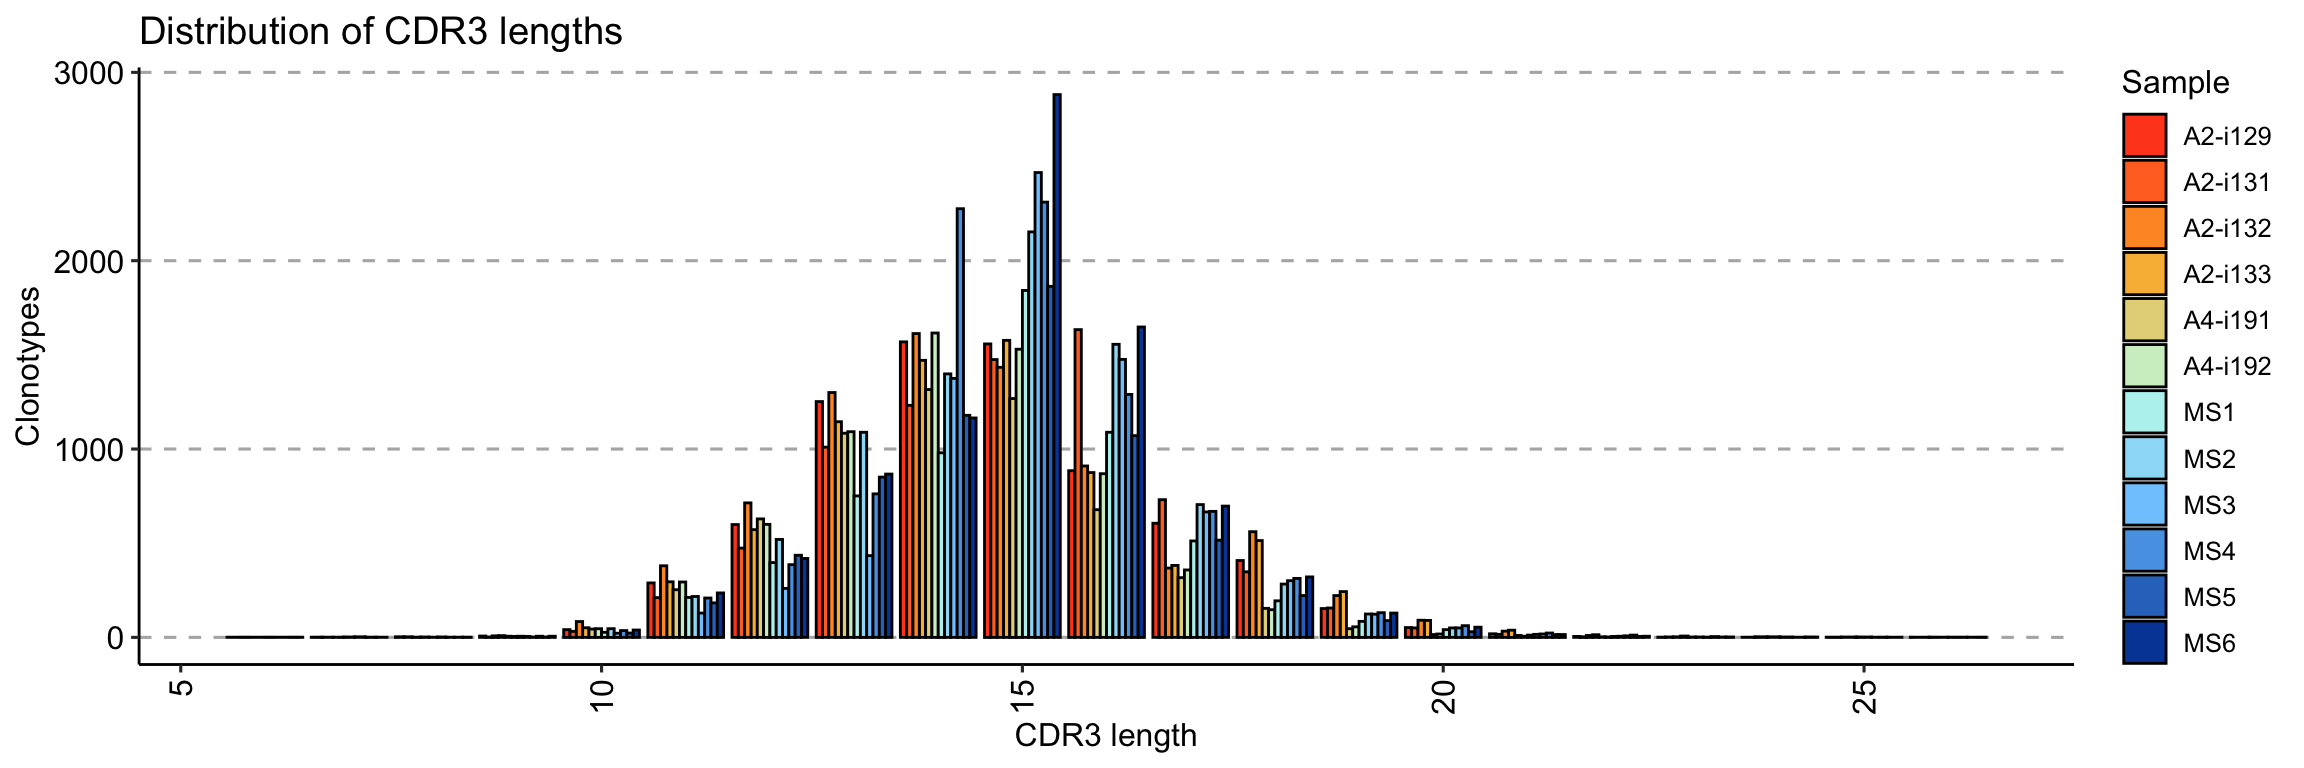 Distribution of CDR3 lengths
3000
2000
1000
0
Clonotypes
5
10
15
20
25
CDR3 length
Sample
A2-i129
A2-i131
A2-i132
A2-i133
A4-i191
A4-i192
MS1
MS2
MS3
MS4
MS5
MS6